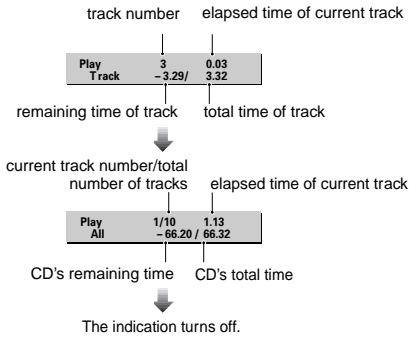 track number elapsed time of current track
Play 3 0.03
Track – 3.29/ 3.32
remaining time of track total time of track
current track number/total
number of tracks elapsed time of current track
Play 1/10 1.13
All – 66.20 / 66.32
CD's remaining time CD's total time
The indication turns off.